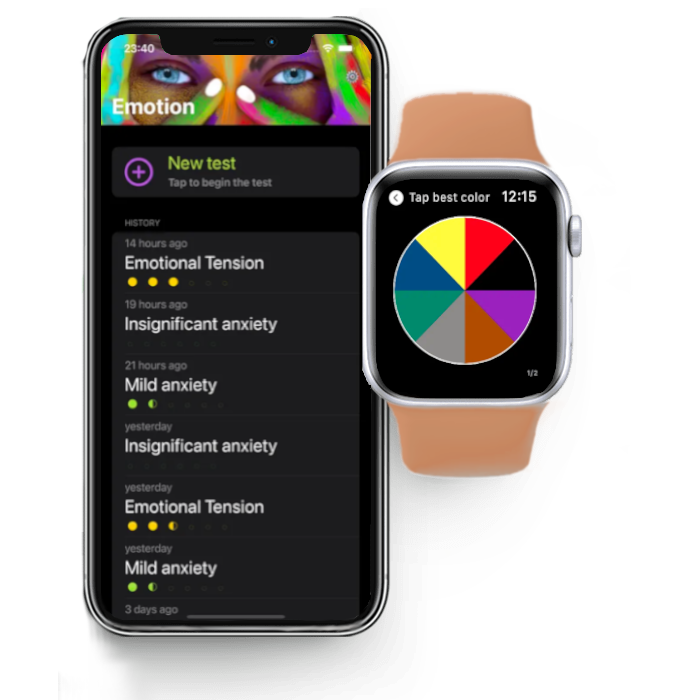 23:40
Emotion
New test
Tap to begin the test
HISTORY
14 hours ago
Emotional Tension
19 hours ago
Insignificant anxiety
21 hours ago
Mild anxiety
yesterday
Insignificant anxiety
yesterday
Emotional Tension
yesterday
Mild anxiety
3 days ago
Tap best color 12:15
1/2